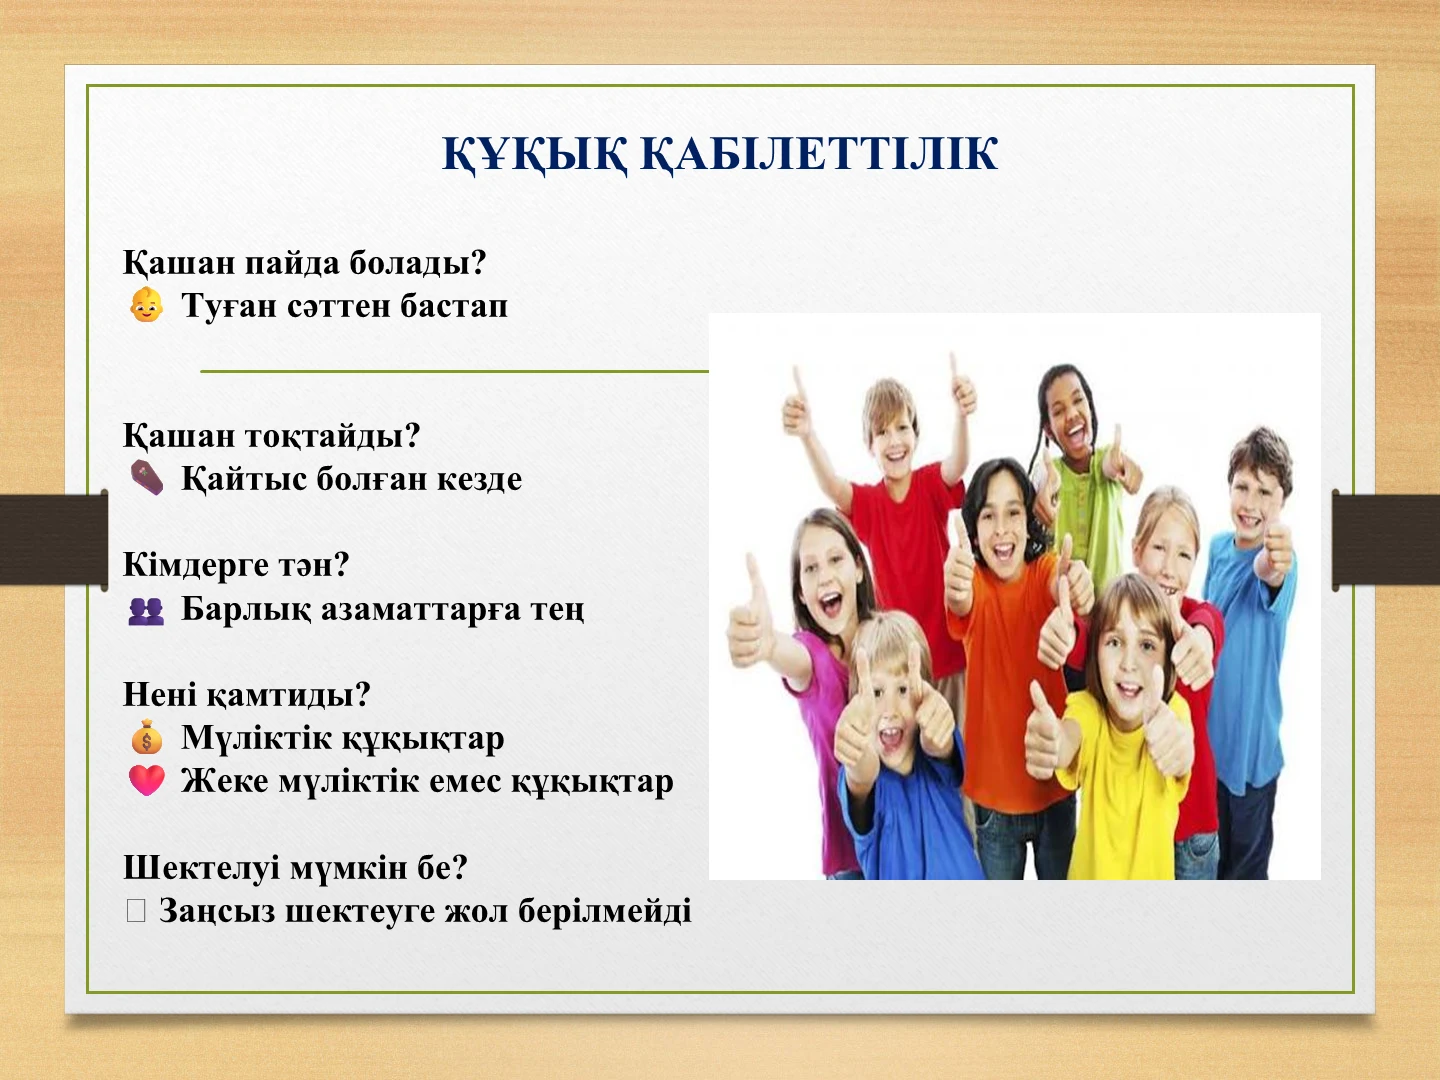 ҚҰҚЫҚ ҚАБІЛЕТТІЛІК
Қашан пайда болады?
👶 Туған сәттен бастап
Қашан тоқтайды?
⚰️ Қайтыс болған кезде
Кімдерге тән?
👥 Барлық азаматтарға тең
Нені қамтиды?
💰 Мүліктік құқықтар
❤️ Жеке мүліктік емес құқықтар
Шектелуі мүмкін бе?
Заңсыз шектеуге жол берілмейді